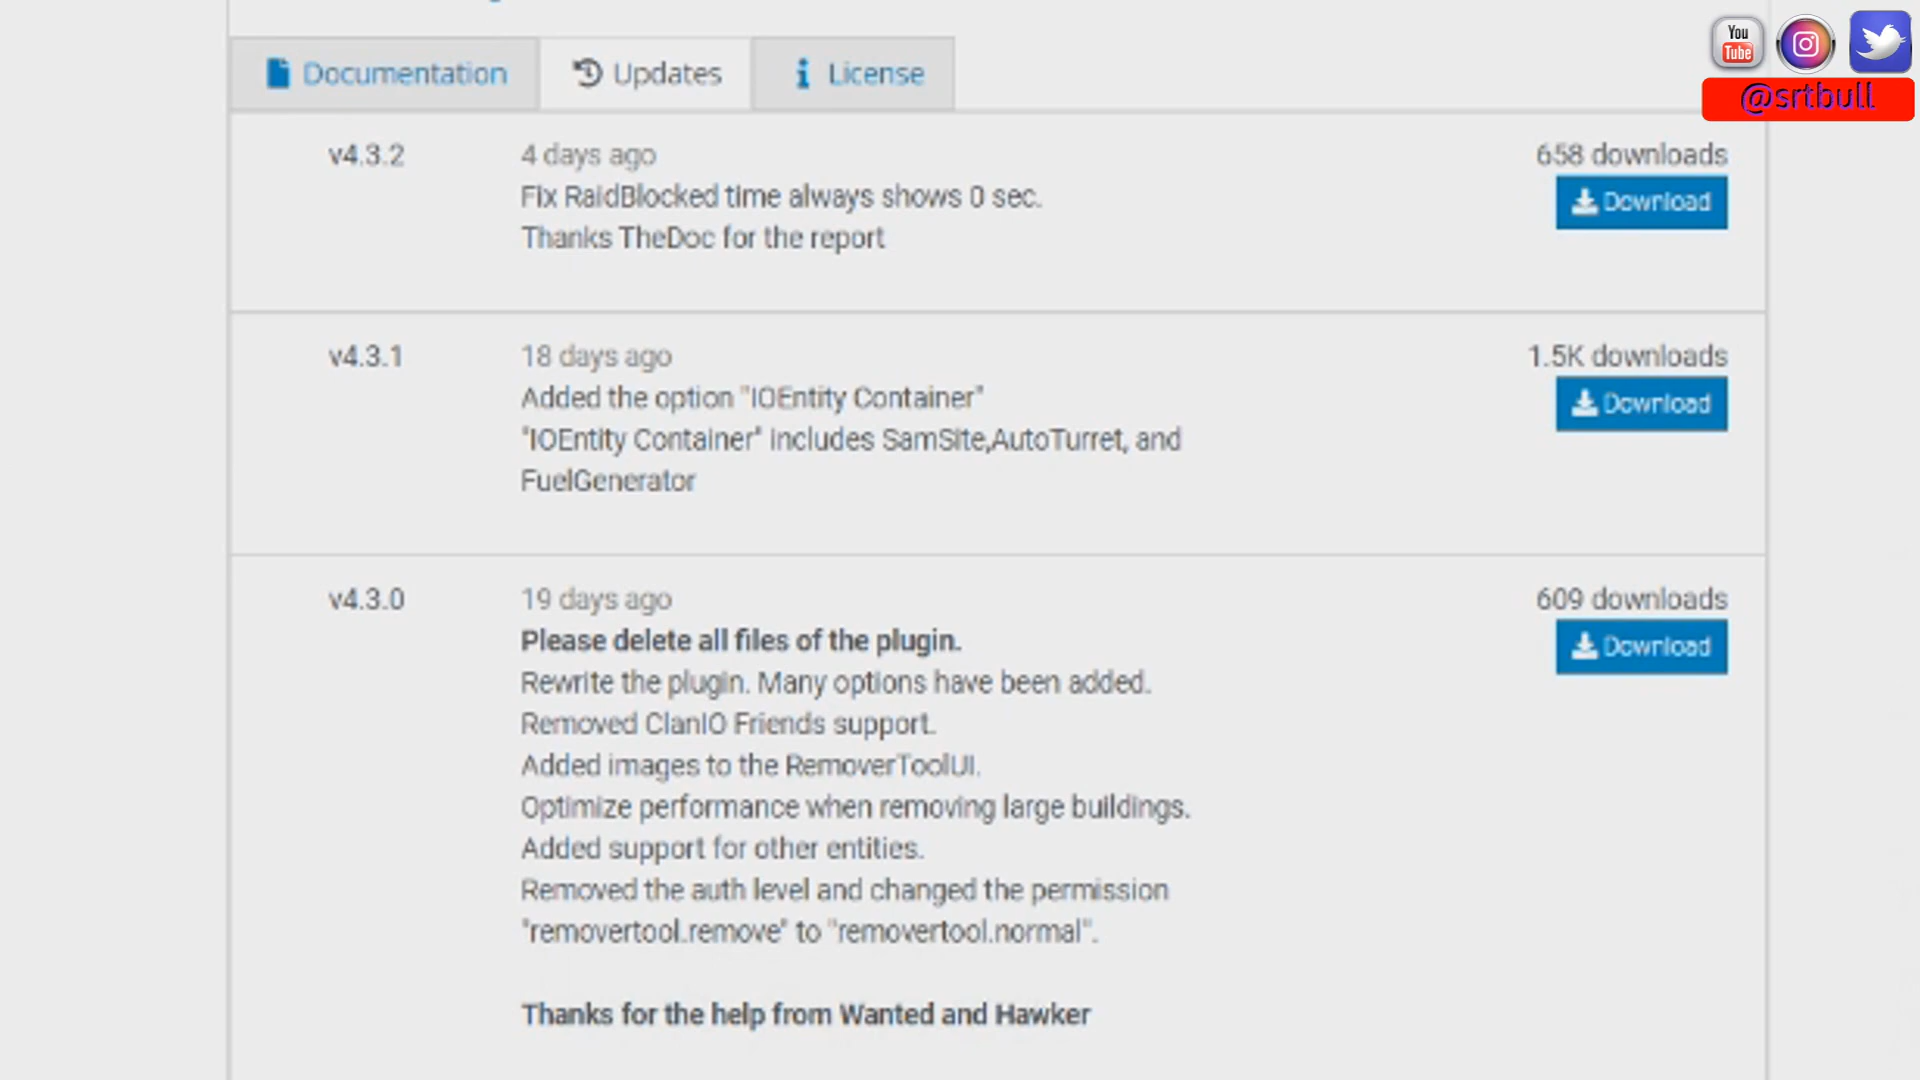 Documentation
Updates
License
You
Tube
@srtbull
v4.3.2
4 days ago
658 downloads
Fix RaidBlocked time always shows 0 sec.
Download
Thanks TheDoc for the report
v4.3.1
18 days ago
1.5K downloads
Added the option "IOEntity Container"
Download
"IOEntity Container" includes SamSite,AutoTurret, and
FuelGenerator
v4.3.0
19 days ago
609 downloads
Please delete all files of the plugin.
Download
Rewrite the plugin. Many options have been added.
Removed ClanIO Friends support.
Added images to the RemoverToolUI.
Optimize performance when removing large buildings.
Added support for other entities.
Removed the auth level and changed the permission
"removertool.remove" to "removertool.normal".
Thanks for the help from Wanted and Hawker